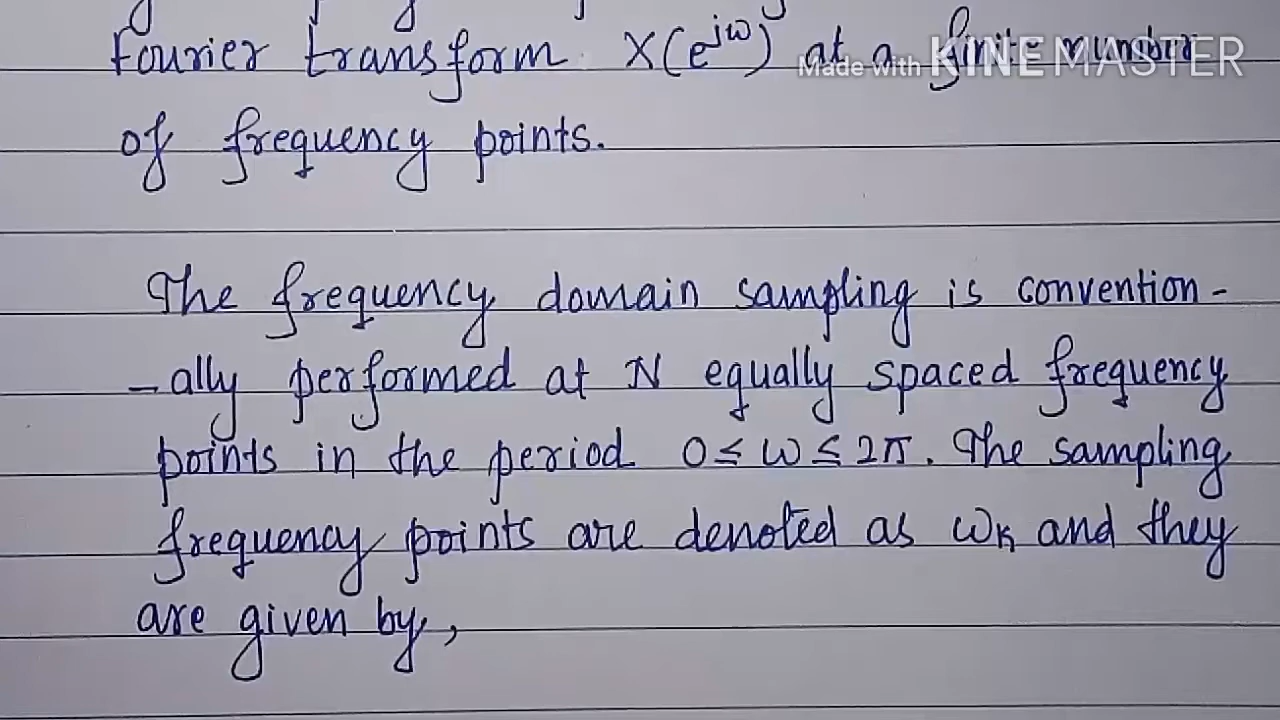 Fourier transform X(e^jω) at a finite number
Made with KINEMASTER
of frequency points.
The frequency domain sampling is convention-
-ally performed at N equally spaced frequency
points in the period 0 ≤ ω ≤ 2π. The sampling
frequency points are denoted as ωk and they
are given by,